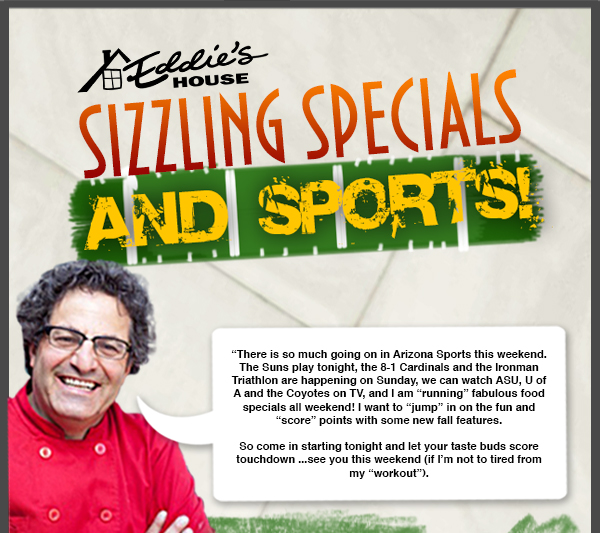 Eddie's
HOUSE
SIZZLING SPECIALS
AND SPORTS!
“There is so much going on in Arizona Sports this weekend.
The Suns play tonight, the 8-1 Cardinals and the Ironman
Triathlon are happening on Sunday, we can watch ASU, U of
A and the Coyotes on TV, and I am “running” fabulous food
specials all weekend! I want to “jump” in on the fun and
“score” points with some new fall features.
So come in starting tonight and let your taste buds score
touchdown ...see you this weekend (if I’m not to tired from
my “workout”).